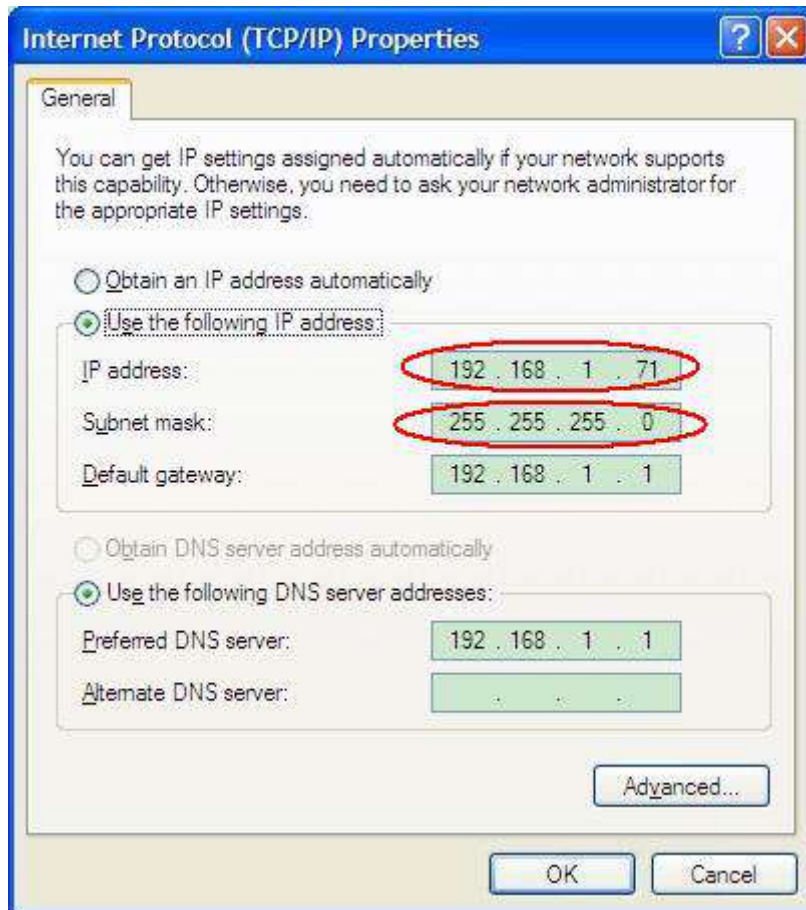 Internet Protocol (TCP/IP) Properties
General
You can get IP settings assigned automatically if your network supports
this capability. Otherwise, you need to ask your network administrator for
the appropriate IP settings.
Obtain an IP address automatically
Use the following IP address:
IP address: 192 . 168 . 1 . 71
Subnet mask: 255 . 255 . 255 . 0
Default gateway: 192 . 168 . 1 . 1
Obtain DNS server address automatically
Use the following DNS server addresses:
Preferred DNS server: 192 . 168 . 1 . 1
Alternate DNS server: . . .
Advanced...
OK Cancel